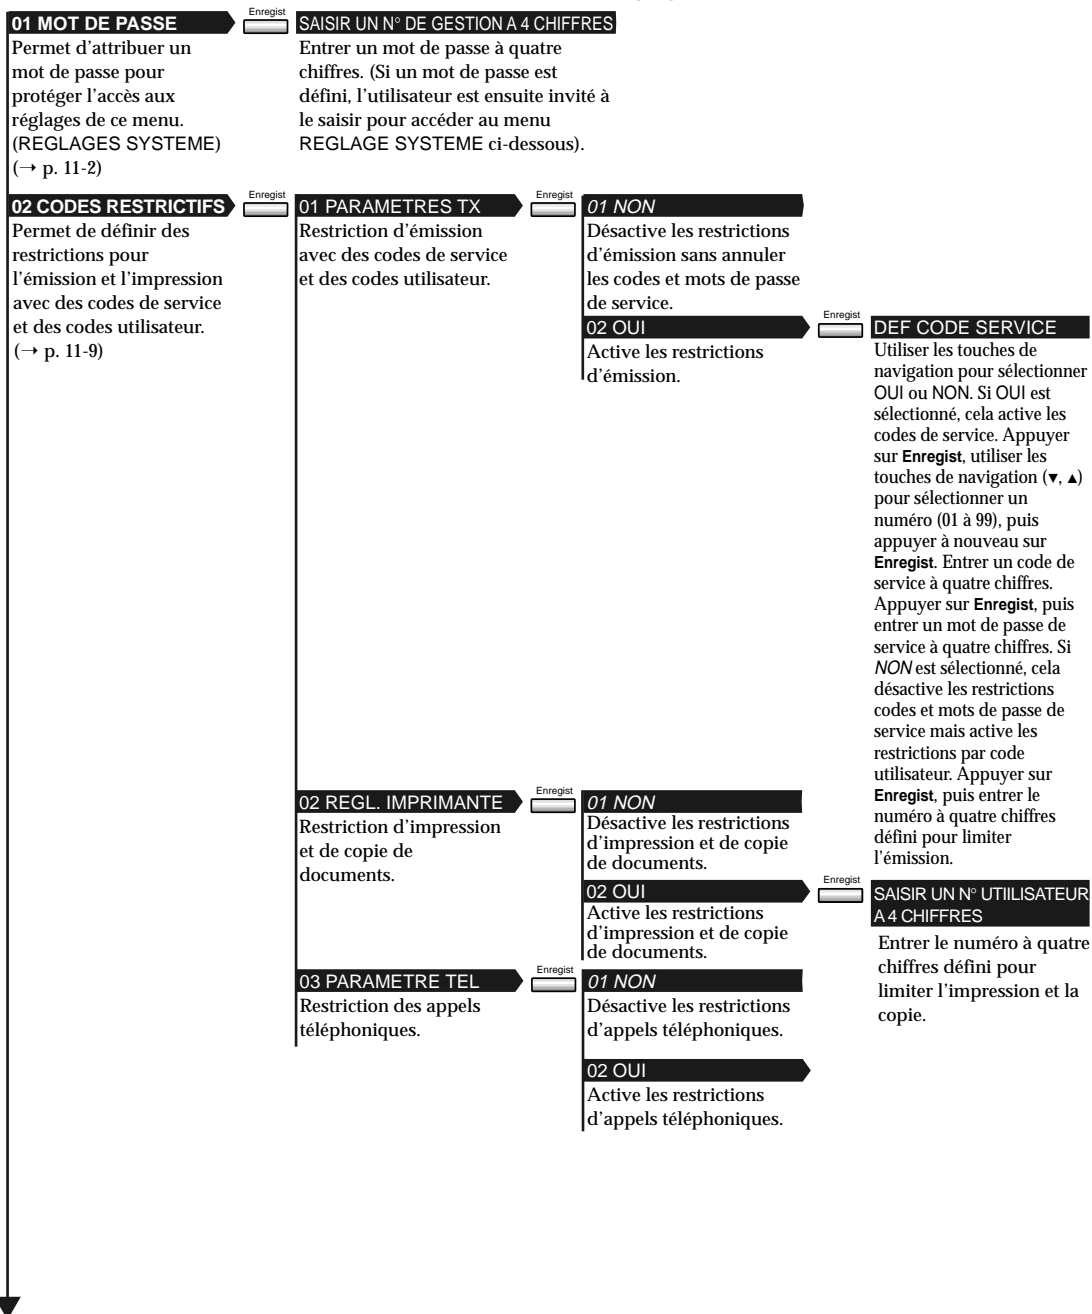 01 MOT DE PASSE
Enregist
SAISIR UN N° DE GESTION A 4 CHIFFRES
Permet d'attribuer un
mot de passe pour
protéger l'accès aux
réglages de ce menu.
(REGLAGES SYSTEME)
(→ p. 11-2)
Entrer un mot de passe à quatre
chiffres. (Si un mot de passe est
défini, l'utilisateur est ensuite invité à
le saisir pour accéder au menu
REGLAGE SYSTEME ci-dessous).
02 CODES RESTRICTIFS
Enregist
Permet de définir des
restrictions pour
l'émission et l'impression
avec des codes de service
et des codes utilisateur.
(→ p. 11-9)
01 PARAMETRES TX
Enregist
Restriction d'émission
avec des codes de service
et des codes utilisateur.
01 NON
Désactive les restrictions
d'émission sans annuler
les codes et mots de passe
de service.
02 OUI
Enregist
Active les restrictions
d'émission.
DEF CODE SERVICE
Utiliser les touches de
navigation pour sélectionner
OUI ou NON. Si OUI est
sélectionné, cela active les
codes de service. Appuyer
sur Enregist, utiliser les
touches de navigation (▼, ▲)
pour sélectionner un
numéro (01 à 99), puis
appuyer à nouveau sur
Enregist. Entrer un code de
service à quatre chiffres.
Appuyer sur Enregist, puis
entrer un mot de passe de
service à quatre chiffres. Si
NON est sélectionné, cela
désactive les restrictions
codes et mots de passe de
service mais active les
restrictions par code
utilisateur. Appuyer sur
Enregist, puis entrer le
numéro à quatre chiffres
défini pour limiter
l'émission.
02 REGL. IMPRIMANTE
Enregist
Restriction d'impression
et de copie de
documents.
01 NON
Désactive les restrictions
d'impression et de copie
de documents.
02 OUI
Enregist
Active les restrictions
d'impression et de copie
de documents.
SAISIR UN N° UTIILISATEUR
A 4 CHIFFRES
Entrer le numéro à quatre
chiffres défini pour
limiter l'impression et la
copie.
03 PARAMETRE TEL
Enregist
Restriction des appels
téléphoniques.
01 NON
Désactive les restrictions
d'appels téléphoniques.
02 OUI
Active les restrictions
d'appels téléphoniques.